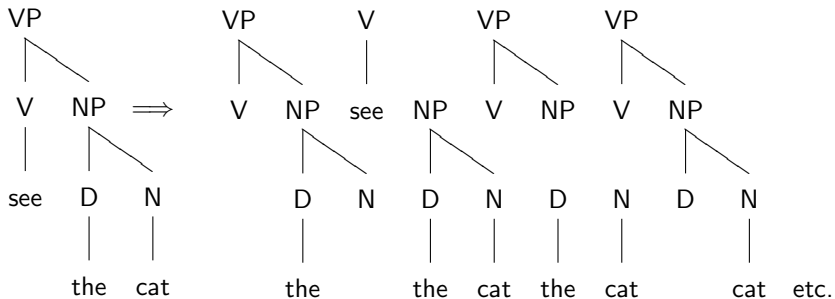 VP VP V VP VP
V NP ⟹ V NP see NP V NP V NP
see D N D N D N D N D N
the cat the the cat the cat cat etc.